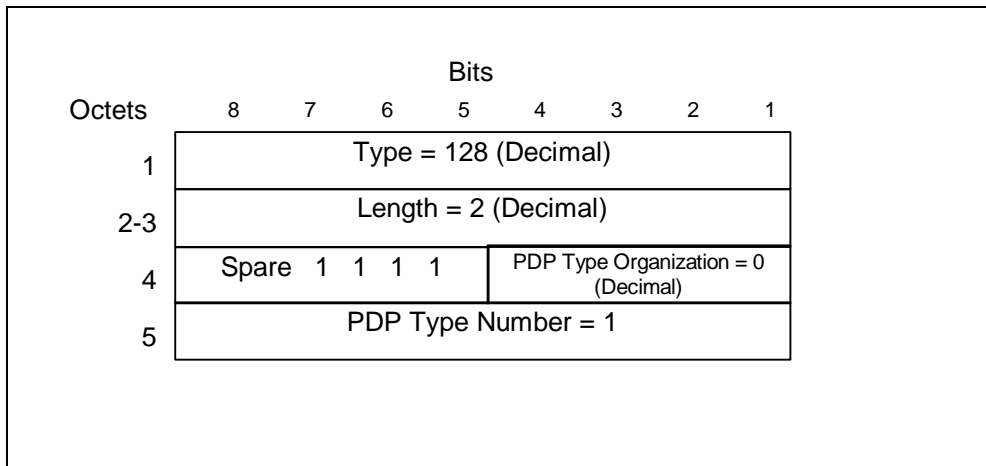 Bits
Octets 8 7 6 5 4 3 2 1
1 Type = 128 (Decimal)
2-3 Length = 2 (Decimal)
4 Spare 1 1 1 1 PDP Type Organization = 0
(Decimal)
5 PDP Type Number = 1